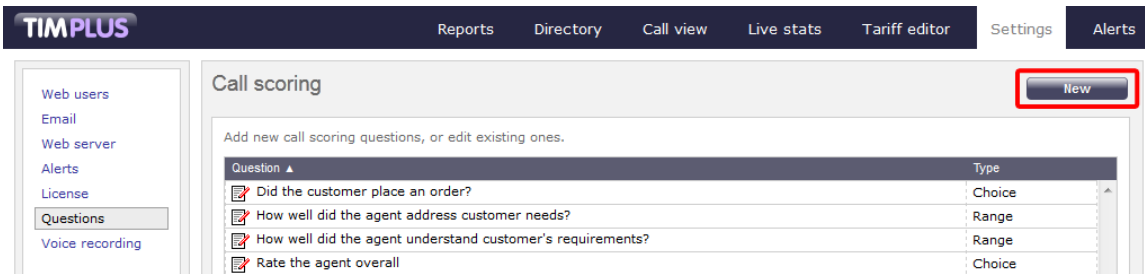 TIMPLUS
Reports Directory Call view Live stats Tariff editor Settings Alerts
Web users
Email
Web server
Alerts
License
Questions
Voice recording
Call scoring
New
Add new call scoring questions, or edit existing ones.
Question ▲ Type
Did the customer place an order? Choice
How well did the agent address customer needs? Range
How well did the agent understand customer's requirements? Range
Rate the agent overall Choice